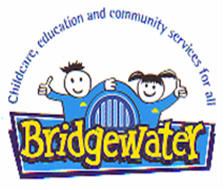 Childcare, education and community services for all
Bridgewater